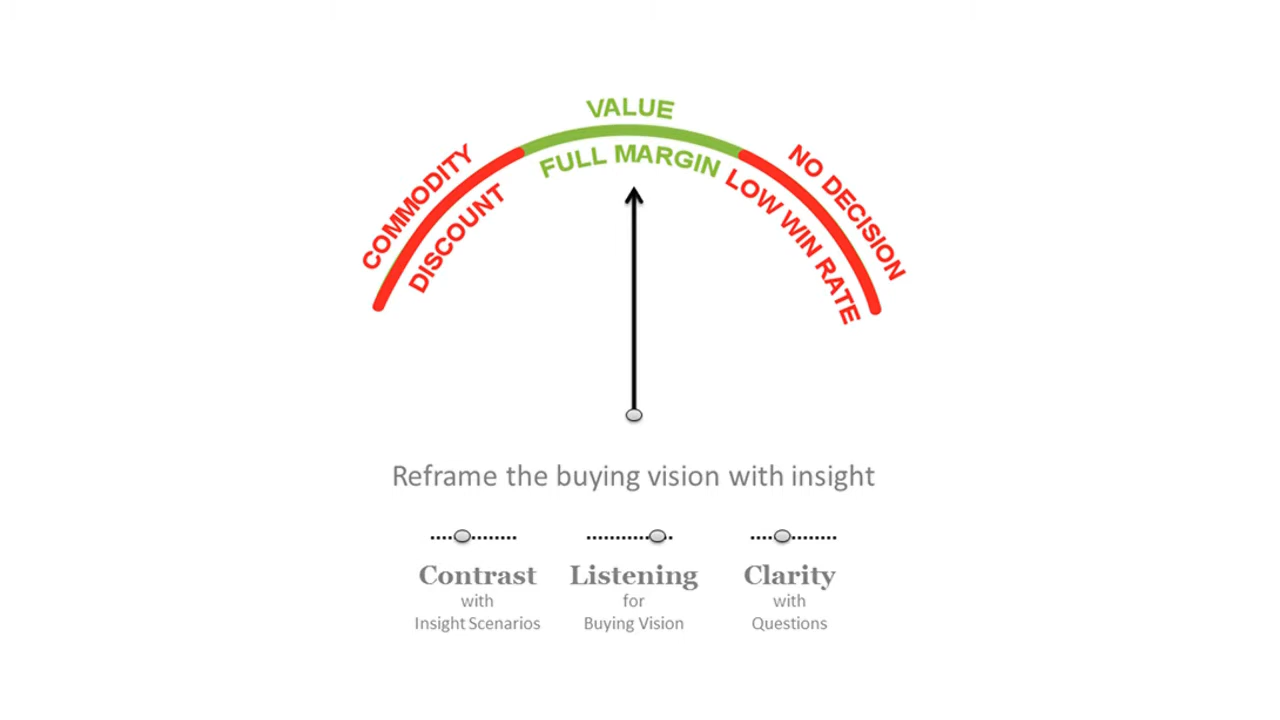 VALUE
FULL MARGIN
COMMODITY
DISCOUNT
NO DECISION
LOW WIN RATE
Reframe the buying vision with insight
Contrast
with
Insight Scenarios
Listening
for
Buying Vision
Clarity
with
Questions